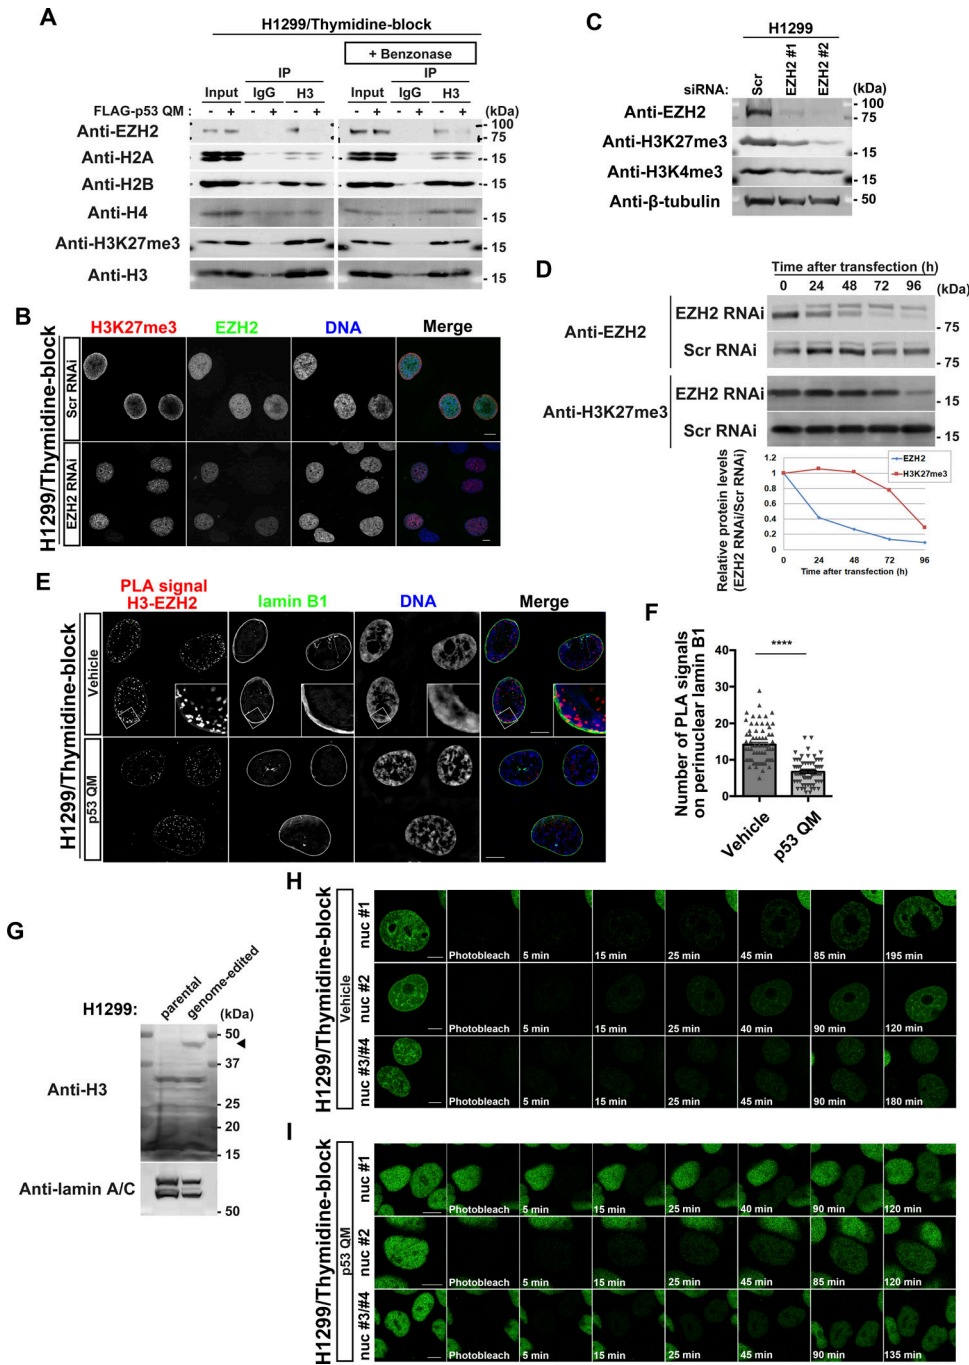 A
H1299/Thymidine-block
+ Benzonase
IP
IP
Input IgG H3 Input IgG H3
FLAG-p53 QM - + - + - + - + - + - + (kDa)
Anti-EZH2
100
75
Anti-H2A
15
Anti-H2B
15
Anti-H4
15
Anti-H3K27me3
15
Anti-H3
15
B
H3K27me3 EZH2 DNA Merge
H1299/Thymidine-block
Scr RNAi
EZH2 RNAi
C
H1299
siRNA: Scr EZH2 #1 EZH2 #2 (kDa)
Anti-EZH2
100
75
Anti-H3K27me3
15
Anti-H3K4me3
15
Anti-β-tubulin
50
D
Time after transfection (h)
0 24 48 72 96 (kDa)
Anti-EZH2
EZH2 RNAi
75
Scr RNAi
75
Anti-H3K27me3
EZH2 RNAi
15
Scr RNAi
15
Relative protein levels
(EZH2 RNAi/Scr RNAi)
1.2
1
0.8
0.6
0.4
0.2
0
EZH2
H3K27me3
0 24 48 72 96
Time after transfection (h)
E
PLA signal
H3-EZH2 lamin B1 DNA Merge
H1299/Thymidine-block
Vehicle
p53 QM
F
Number of PLA signals
on perinuclear lamin B1
40
30
20
10
0
****
Vehicle p53 QM
G
H1299: parental genome-edited (kDa)
Anti-H3
50
37
25
20
15
Anti-lamin A/C
50
H
H1299/Thymidine-block
Vehicle
nuc #1
Photobleach 5 min 15 min 25 min 45 min 85 min 195 min
nuc #2
Photobleach 5 min 15 min 25 min 40 min 90 min 120 min
nuc #3/#4
Photobleach 5 min 15 min 25 min 45 min 90 min 180 min
I
H1299/Thymidine-block
p53 QM
nuc #1
Photobleach 5 min 15 min 25 min 40 min 90 min 120 min
nuc #2
Photobleach 5 min 15 min 25 min 45 min 85 min 120 min
nuc #3/#4
Photobleach 5 min 15 min 25 min 45 min 90 min 135 min